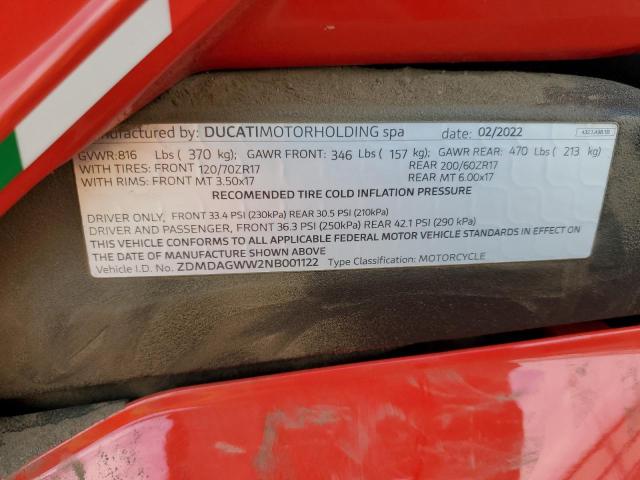 manufactured by: DUCATIMOTORHOLDING spa date: 02/2022
GVWR:816 Lbs ( 370 kg); GAWR FRONT: 346 Lbs ( 157 kg); GAWR REAR: 470 Lbs ( 213 kg)
WITH TIRES: FRONT 120/70ZR17 REAR 200/60ZR17
WITH RIMS: FRONT MT 3.50x17 REAR MT 6.00x17
RECOMENDED TIRE COLD INFLATION PRESSURE
DRIVER ONLY, FRONT 33.4 PSI (230kPa) REAR 30.5 PSI (210kPa)
DRIVER AND PASSENGER, FRONT 36.3 PSI (250kPa) REAR 42.1 PSI (290 kPa)
THIS VEHICLE CONFORMS TO ALL APPLICABLE FEDERAL MOTOR VEHICLE STANDARDS IN EFFECT ON
THE DATE OF MANUFACTURE SHOWN ABOVE
Vehicle I.D. No. ZDMDAGWW2NB001122 Type Classification: MOTORCYCLE